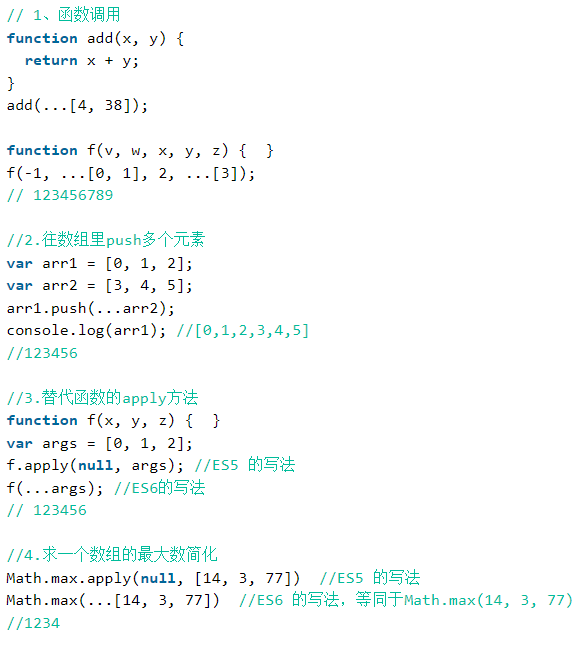 // 1、函数调用
function add(x, y) {
  return x + y;
}
add(...[4, 38]);
function f(v, w, x, y, z) {  }
f(-1, ...[0, 1], 2, ...[3]);
// 123456789
//2.往数组里push多个元素
var arr1 = [0, 1, 2];
var arr2 = [3, 4, 5];
arr1.push(...arr2);
console.log(arr1); //[0,1,2,3,4,5]
//123456
//3.替代函数的apply方法
function f(x, y, z) {  }
var args = [0, 1, 2];
f.apply(null, args); //ES5 的写法
f(...args); //ES6的写法
// 123456
//4.求一个数组的最大数简化
Math.max.apply(null, [14, 3, 77])  //ES5 的写法
Math.max(...[14, 3, 77])  //ES6 的写法，等同于Math.max(14, 3, 77)
//1234